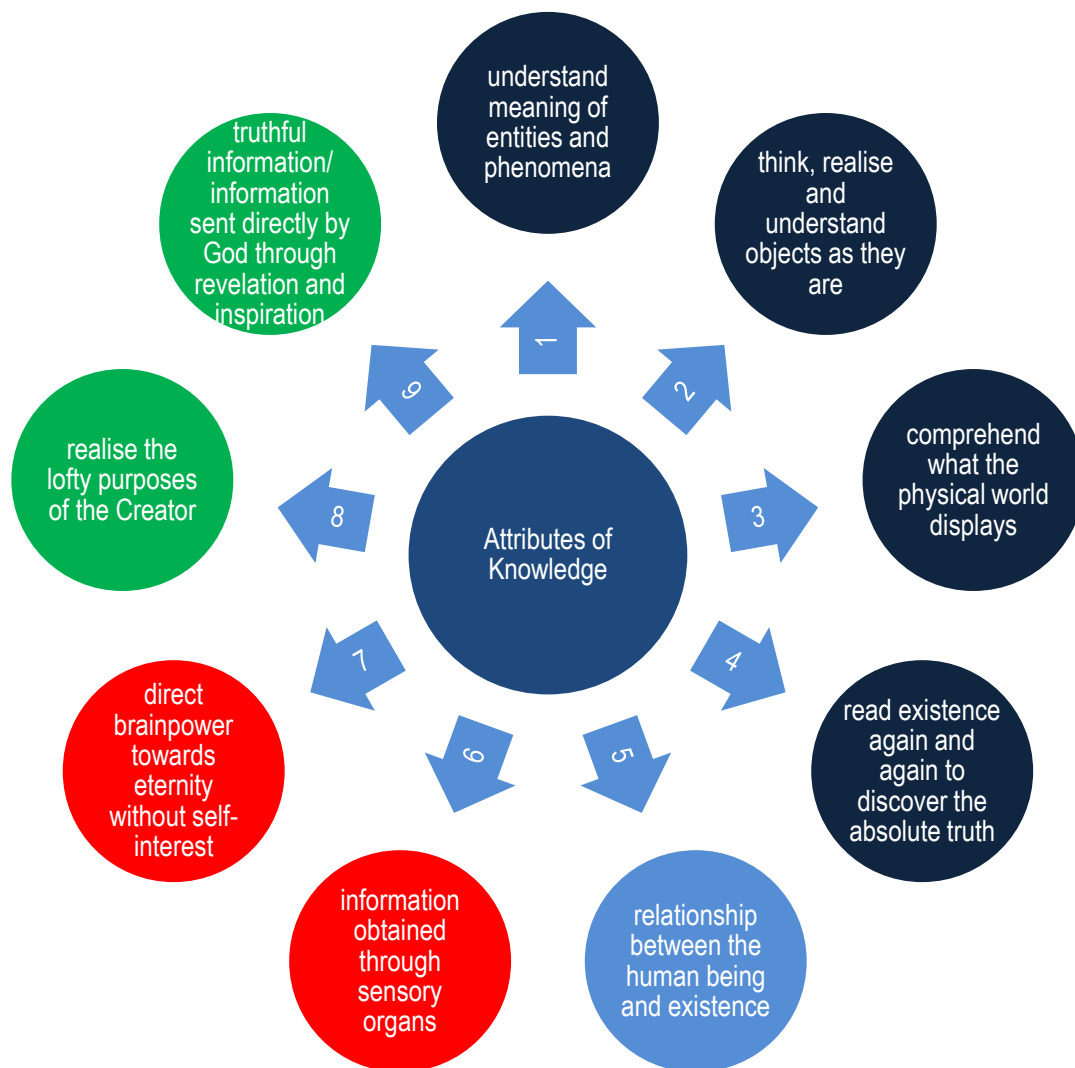 understand
meaning of
entities and
phenomena
think, realise
and
understand
objects as they
are
comprehend
what the
physical world
displays
read existence
again and
again to
discover the
absolute truth
relationship
between the
human being
and existence
information
obtained
through
sensory
organs
direct
brainpower
towards
eternity
without self-
interest
realise the
lofty purposes
of the Creator
truthful
information/
information
sent directly by
God through
revelation and
inspiration
1
2
3
4
5
6
7
8
9
Attributes of
Knowledge